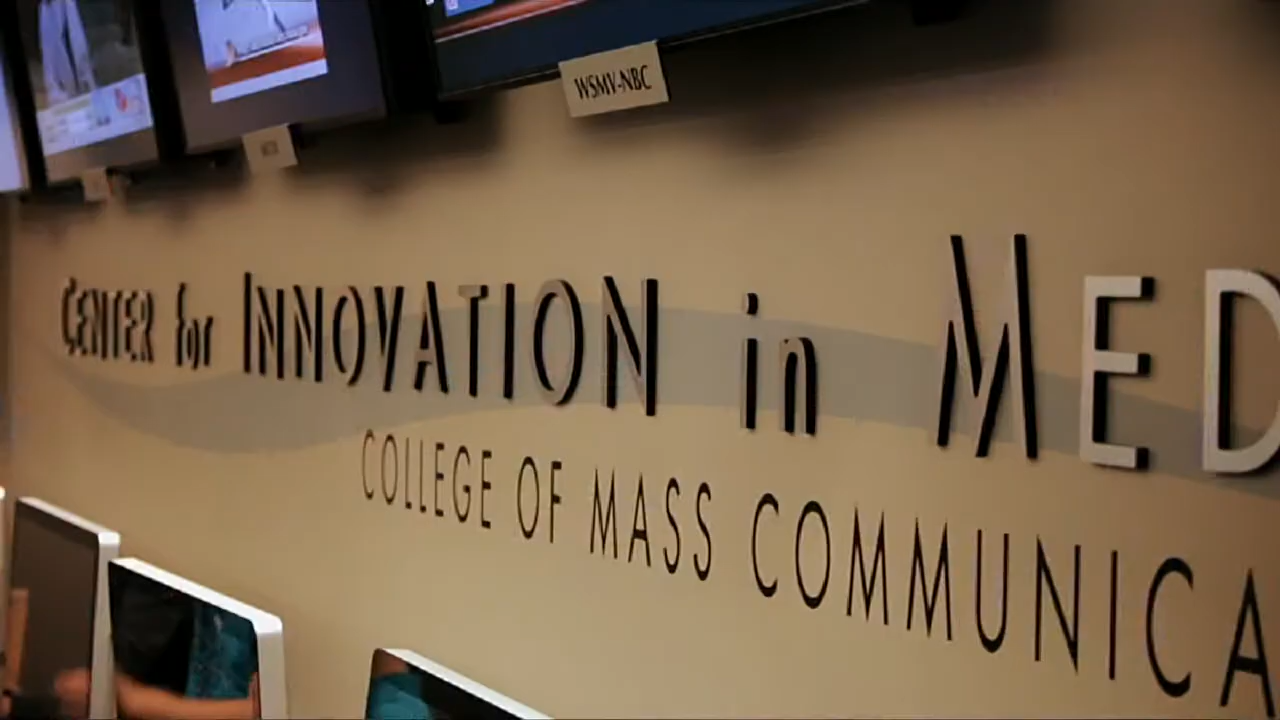 WSMV-NBC
CENTER for INNOVATION in MED
COLLEGE OF MASS COMMUNICA